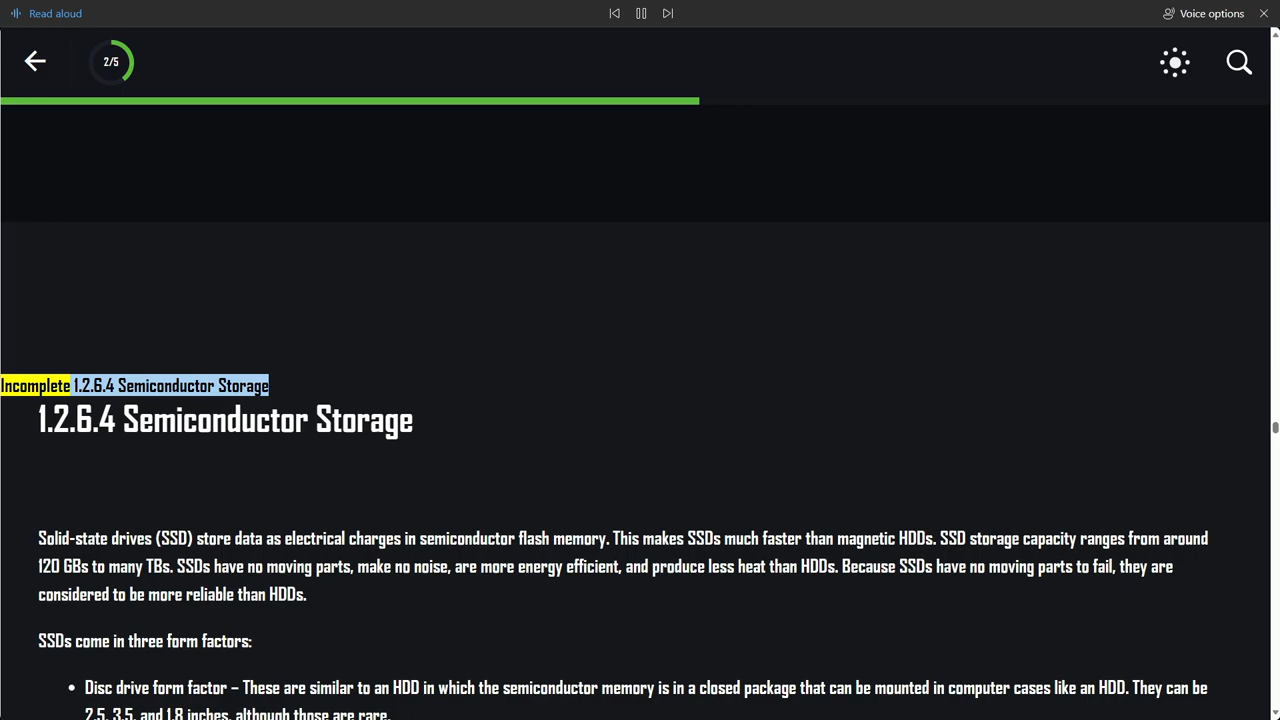 Read aloud
Voice options
2/5
Incomplete 1.2.6.4 Semiconductor Storage
1.2.6.4 Semiconductor Storage
Solid-state drives (SSD) store data as electrical charges in semiconductor flash memory. This makes SSDs much faster than magnetic HDDs. SSD storage capacity ranges from around
120 GBs to many TBs. SSDs have no moving parts, make no noise, are more energy efficient, and produce less heat than HDDs. Because SSDs have no moving parts to fail, they are
considered to be more reliable than HDDs.
SSDs come in three form factors:
• Disc drive form factor – These are similar to an HDD in which the semiconductor memory is in a closed package that can be mounted in computer cases like an HDD. They can be
2.5, 3.5, and 1.8 inches, although those are rare.